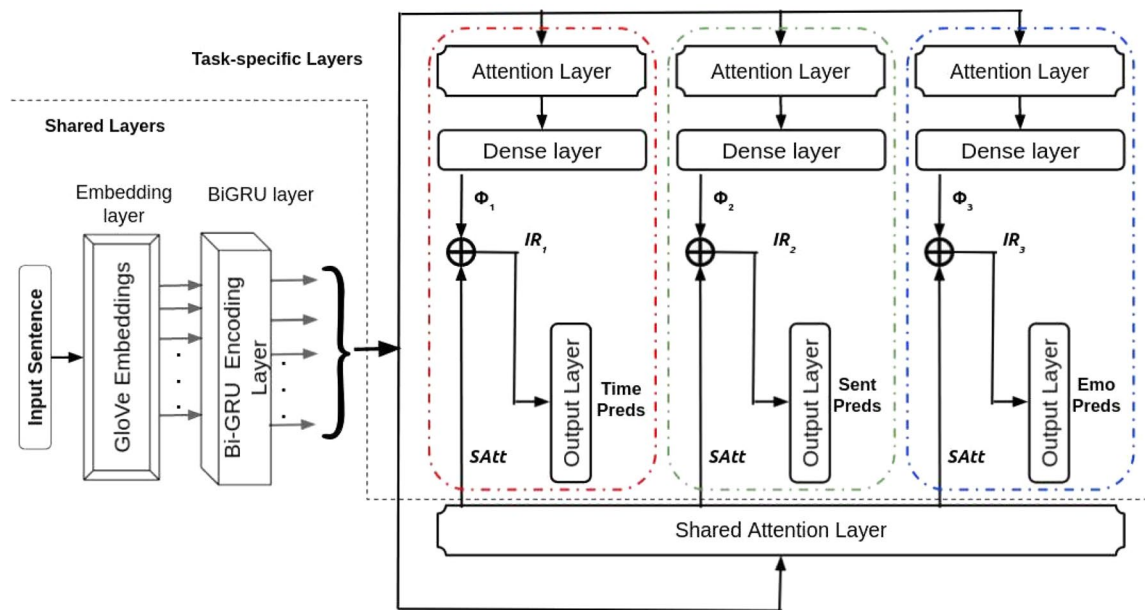 Task-specific Layers
Shared Layers
Input Sentence
Embedding
layer
GloVe Embeddings
BiGRU layer
Bi-GRU Encoding
Layer
Attention Layer
Dense layer
Φ1
IR1
SAtt
Output Layer
Time
Preds
Attention Layer
Dense layer
Φ2
IR2
SAtt
Output Layer
Sent
Preds
Attention Layer
Dense layer
Φ3
IR3
SAtt
Output Layer
Emo
Preds
Shared Attention Layer